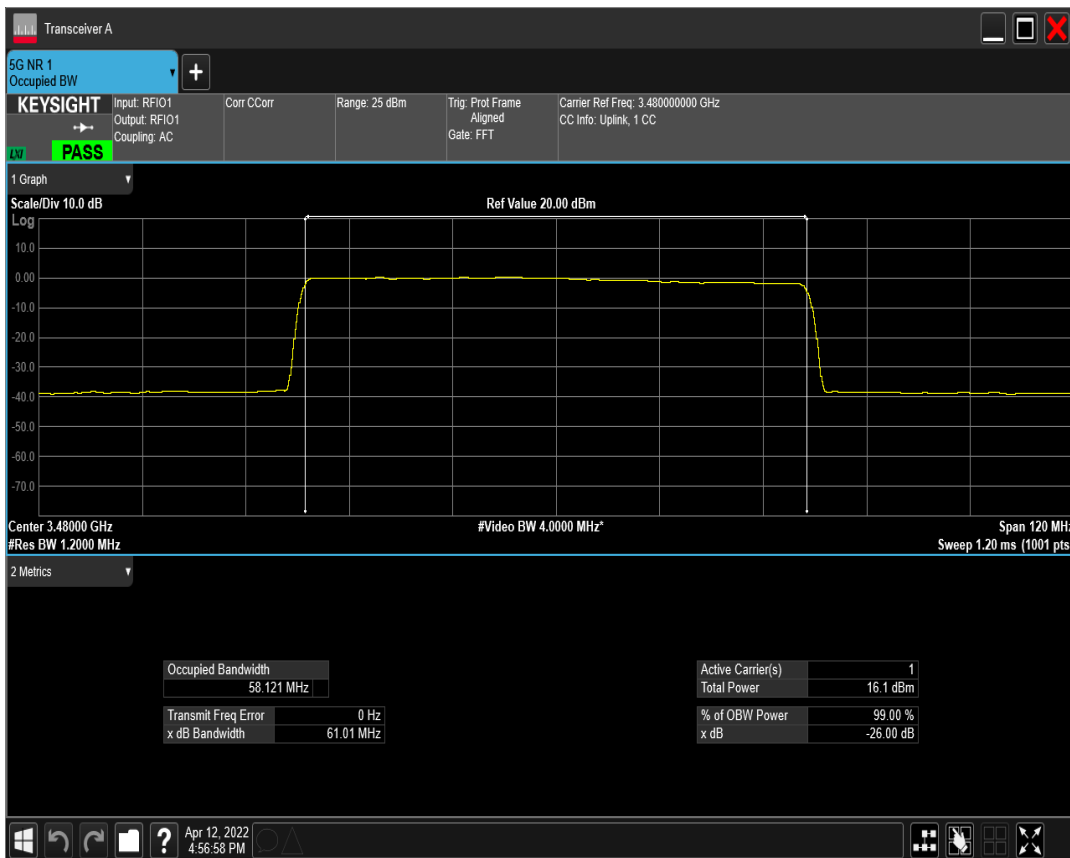 Transceiver A
5G NR 1
Occupied BW
KEYSIGHT
LXI
PASS
Input: RFIO1
Output: RFIO1
Coupling: AC
Corr CCorr
Range: 25 dBm
Trig: Prot Frame
Aligned
Gate: FFT
Carrier Ref Freq: 3.480000000 GHz
CC Info: Uplink, 1 CC
1 Graph
Scale/Div 10.0 dB
Ref Value 20.00 dBm
Log
10.0
0.00
-10.0
-20.0
-30.0
-40.0
-50.0
-60.0
-70.0
Center 3.48000 GHz
#Video BW 4.0000 MHz*
Span 120 MHz
#Res BW 1.2000 MHz
Sweep 1.20 ms (1001 pts
2 Metrics
Occupied Bandwidth
58.121 MHz
Transmit Freq Error 0 Hz
x dB Bandwidth 61.01 MHz
Active Carrier(s) 1
Total Power 16.1 dBm
% of OBW Power 99.00 %
x dB -26.00 dB
Apr 12, 2022
4:56:58 PM